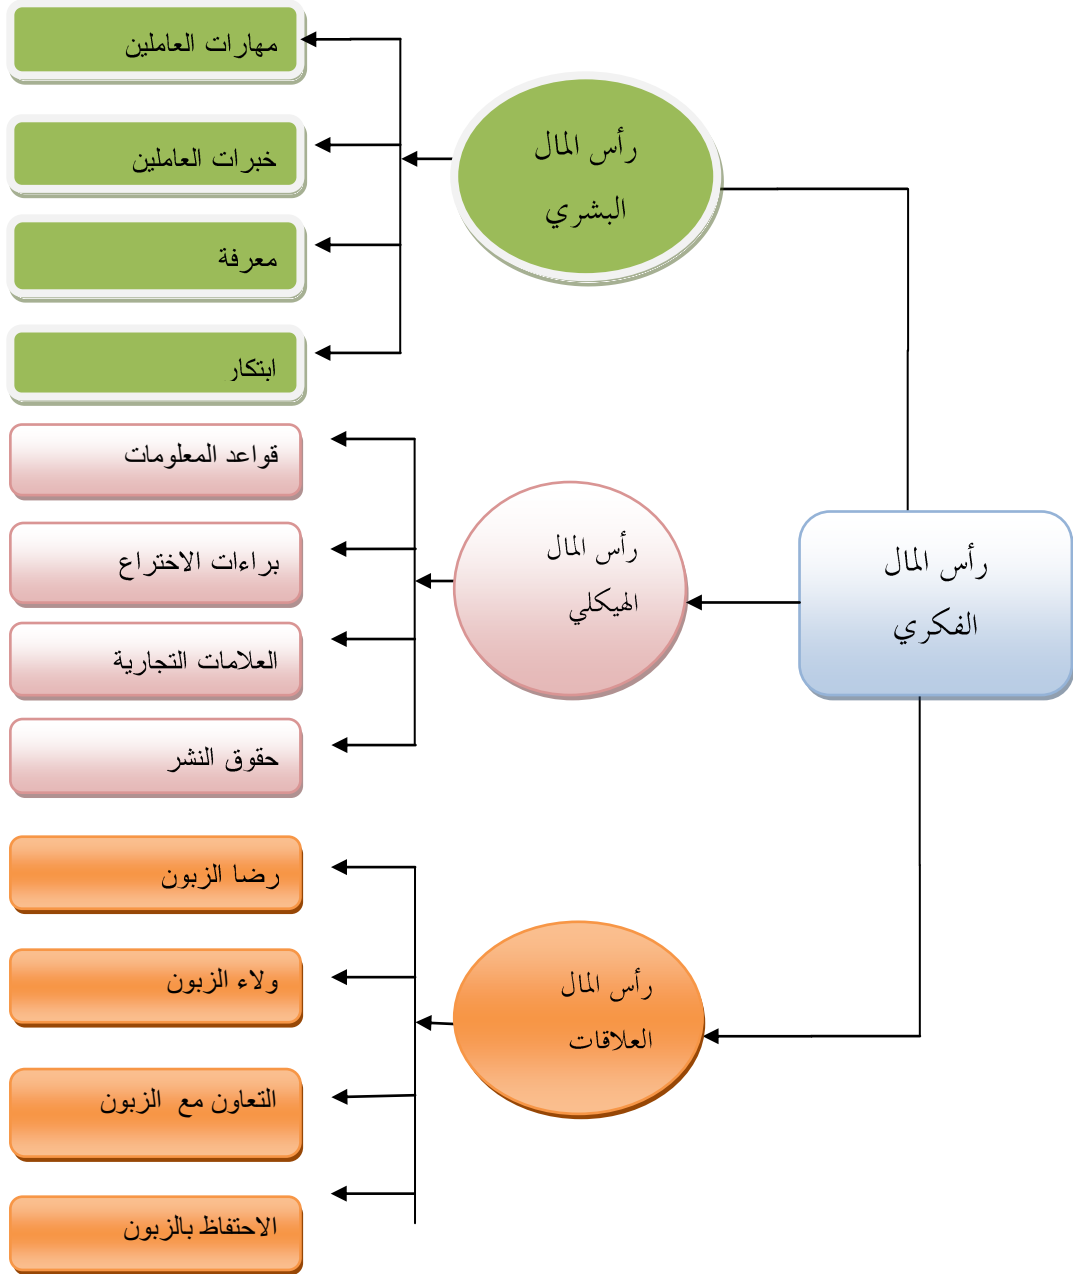 رأس المال
الفكري
رأس المال
البشري
مهارات العاملين
خبرات العاملين
معرفة
ابتكار
رأس المال
الهيكلي
قواعد المعلومات
براءات الاختراع
العلامات التجارية
حقوق النشر
رأس المال
العلاقات
رضا الزبون
ولاء الزبون
التعاون مع الزبون
الاحتفاظ بالزبون